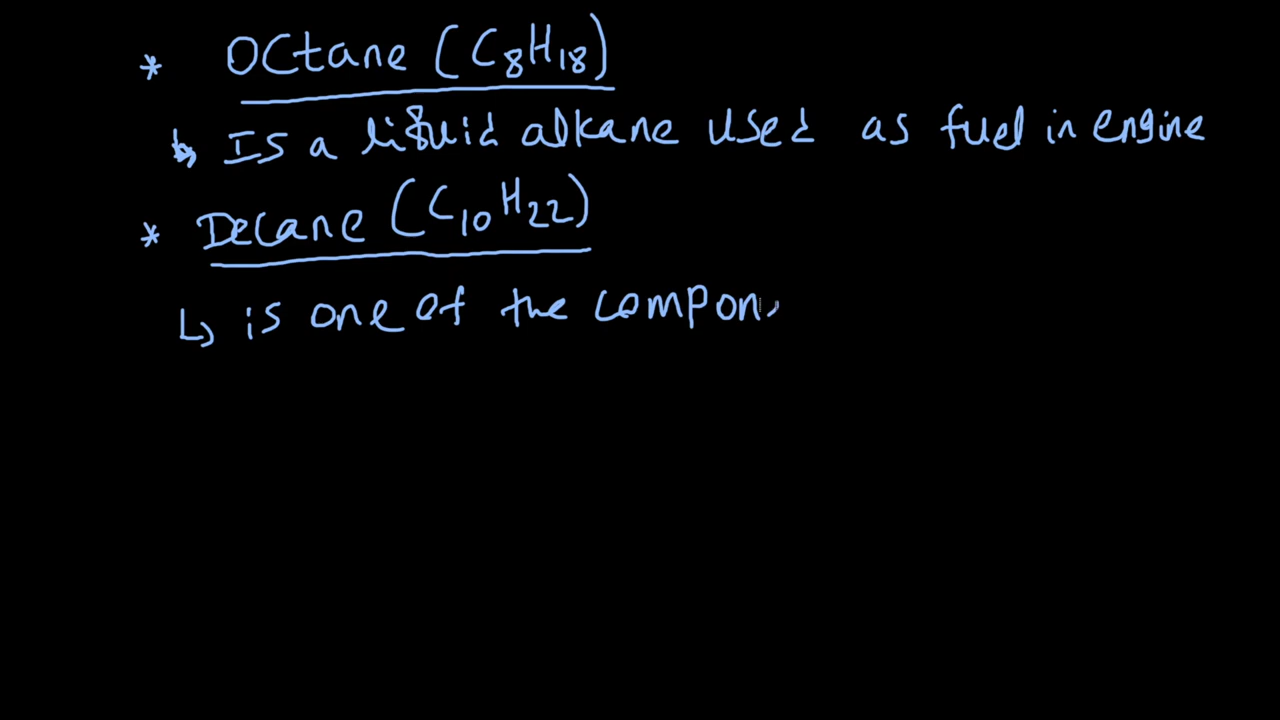 * Octane (C₈H₁₈)
↳ Is a liquid alkane used as fuel in engine
* Decane (C₁₀H₂₂)
↳ is one of the compon